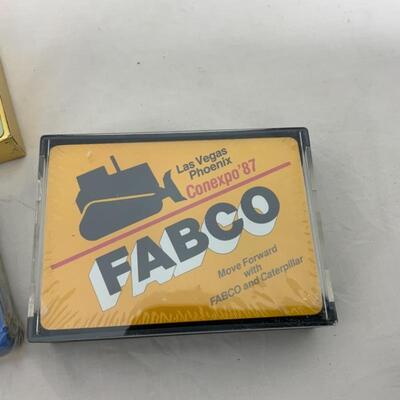 Las Vegas
Phoenix
Conexpo '87
FABCO
Move Forward
with
FABCO and Caterpillar